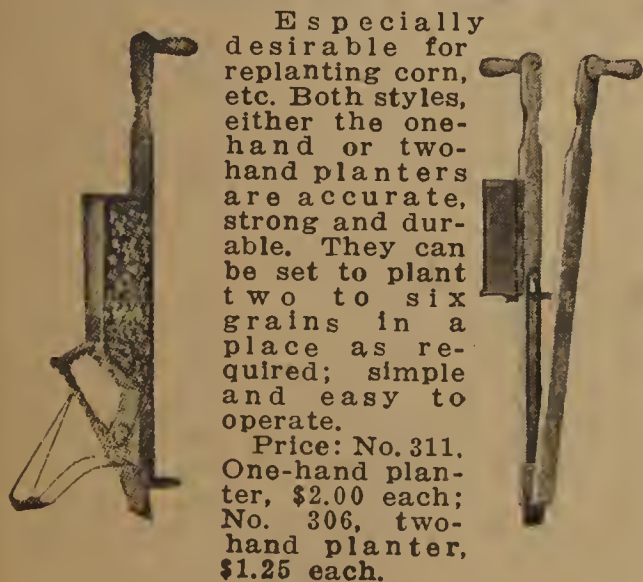 Especially
desirable for
replanting corn,
etc. Both styles,
either the one-
hand or two-
hand planters
are accurate,
strong and dur-
able. They can
be set to plant
two to six
grains in a
place as re-
quired; simple
and easy to
operate.
Price: No. 311.
One-hand plan-
ter, $2.00 each;
No. 306, two-
hand planter,
$1.25 each.